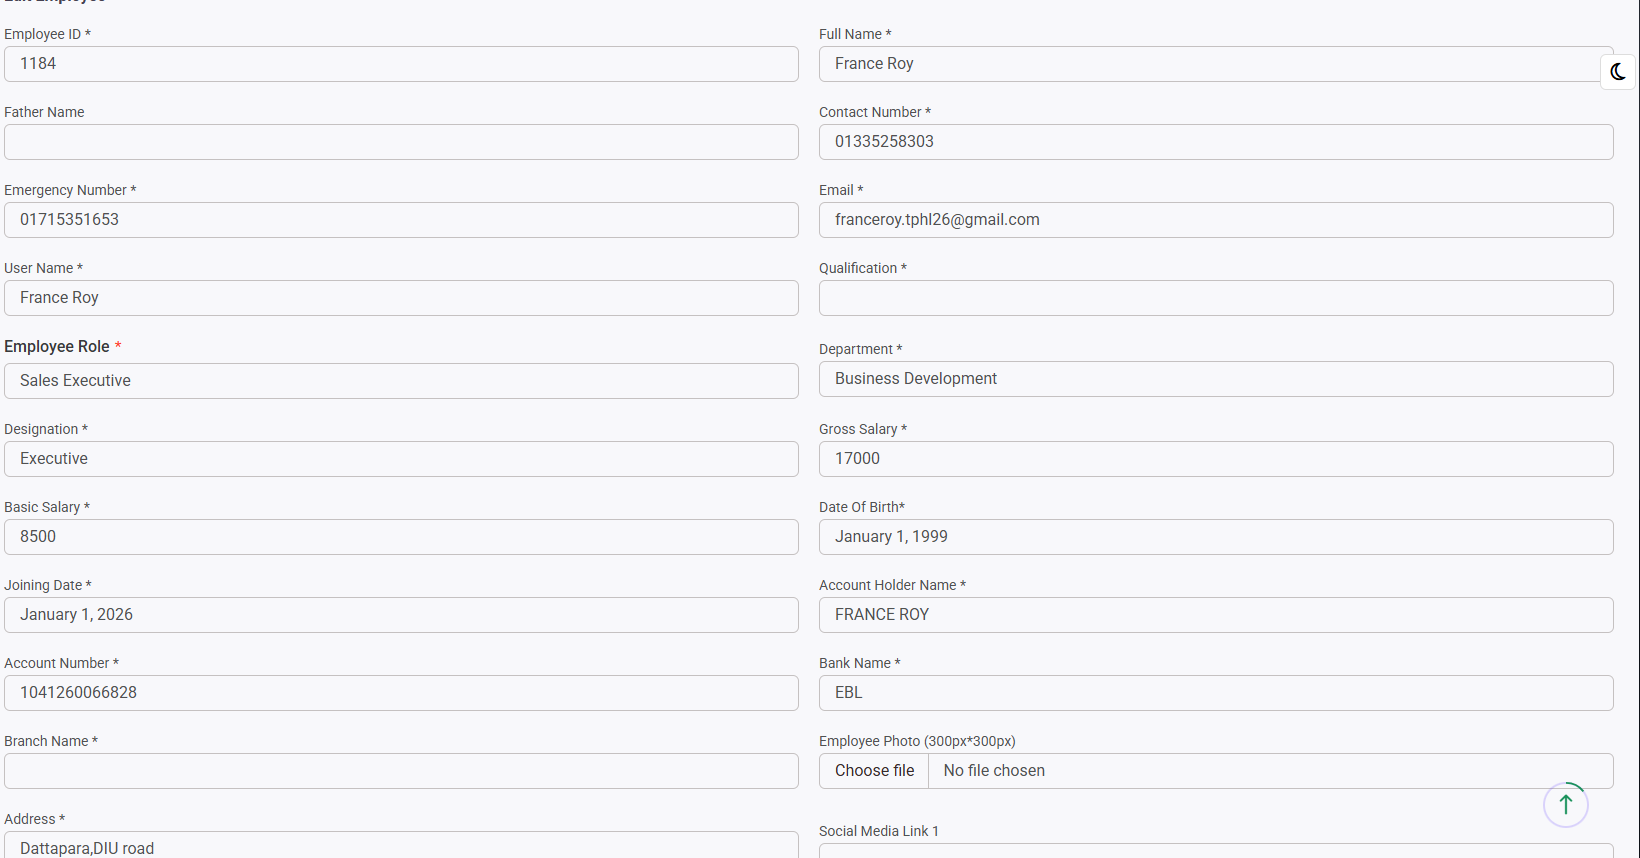 Edit Employee
Employee ID *
1184
Full Name *
France Roy
Father Name
Contact Number *
01335258303
Emergency Number *
01715351653
Email *
franceroy.tphl26@gmail.com
User Name *
France Roy
Qualification *
Employee Role *
Sales Executive
Department *
Business Development
Designation *
Executive
Gross Salary *
17000
Basic Salary *
8500
Date Of Birth*
January 1, 1999
Joining Date *
January 1, 2026
Account Holder Name *
FRANCE ROY
Account Number *
1041260066828
Bank Name *
EBL
Branch Name *
Employee Photo (300px*300px)
Choose file No file chosen
Address *
Dattapara,DIU road
Social Media Link 1